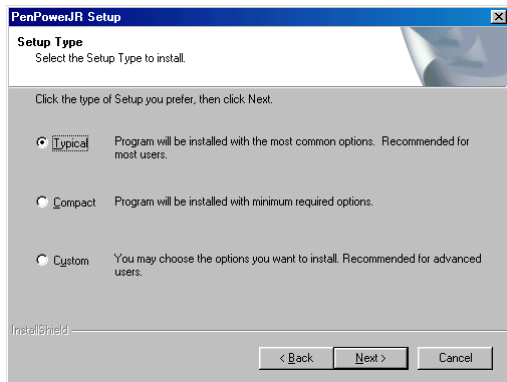 PenPowerJR Setup
Setup Type
Select the Setup Type to install.
Click the type of Setup you prefer, then click Next.
Typical
Program will be installed with the most common options. Recommended for
most users.
Compact
Program will be installed with minimum required options.
Custom
You may choose the options you want to install. Recommended for advanced
users.
InstallShield
< Back
Next >
Cancel